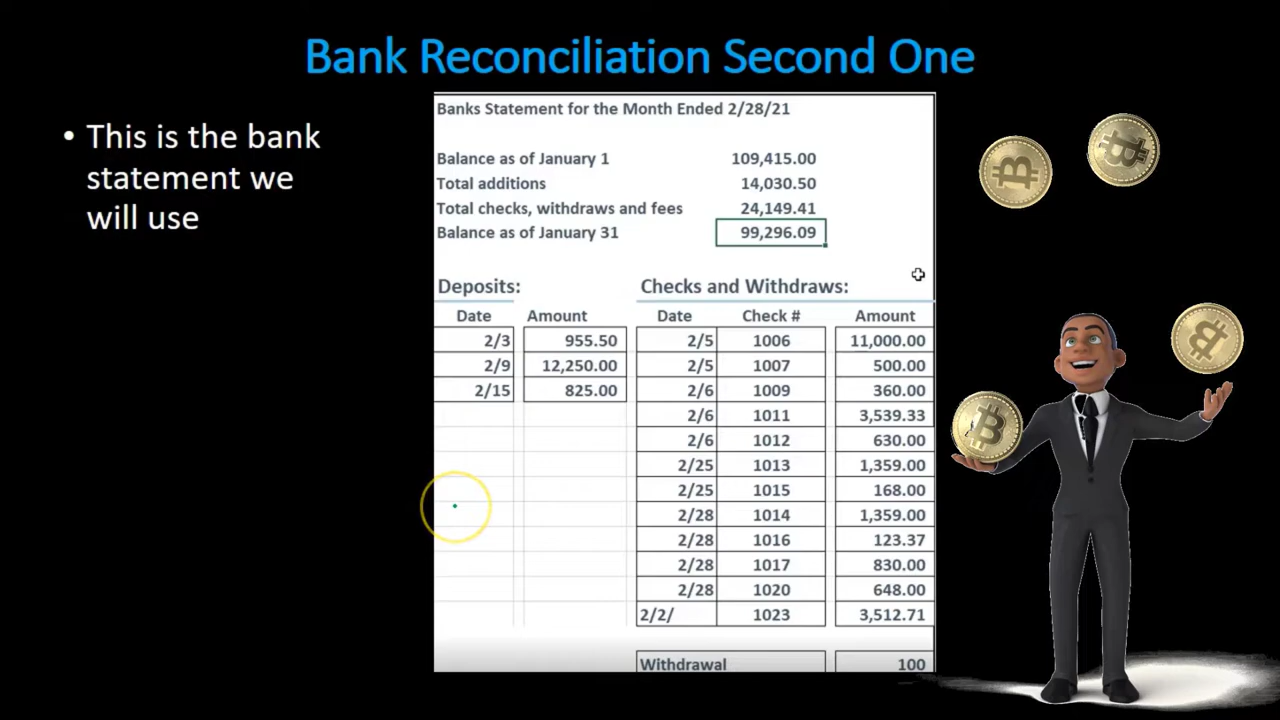 Bank Reconciliation Second One
• This is the bank
statement we
will use
Banks Statement for the Month Ended 2/28/21
Balance as of January 1 109,415.00
Total additions 14,030.50
Total checks, withdraws and fees 24,149.41
Balance as of January 31 99,296.09
Deposits: Checks and Withdraws:
Date Amount Date Check # Amount
2/3 955.50 2/5 1006 11,000.00
2/9 12,250.00 2/5 1007 500.00
2/15 825.00 2/6 1009 360.00
2/6 1011 3,539.33
2/6 1012 630.00
2/25 1013 1,359.00
2/25 1015 168.00
2/28 1014 1,359.00
2/28 1016 123.37
2/28 1017 830.00
2/28 1020 648.00
2/2/ 1023 3,512.71
Withdrawal 100